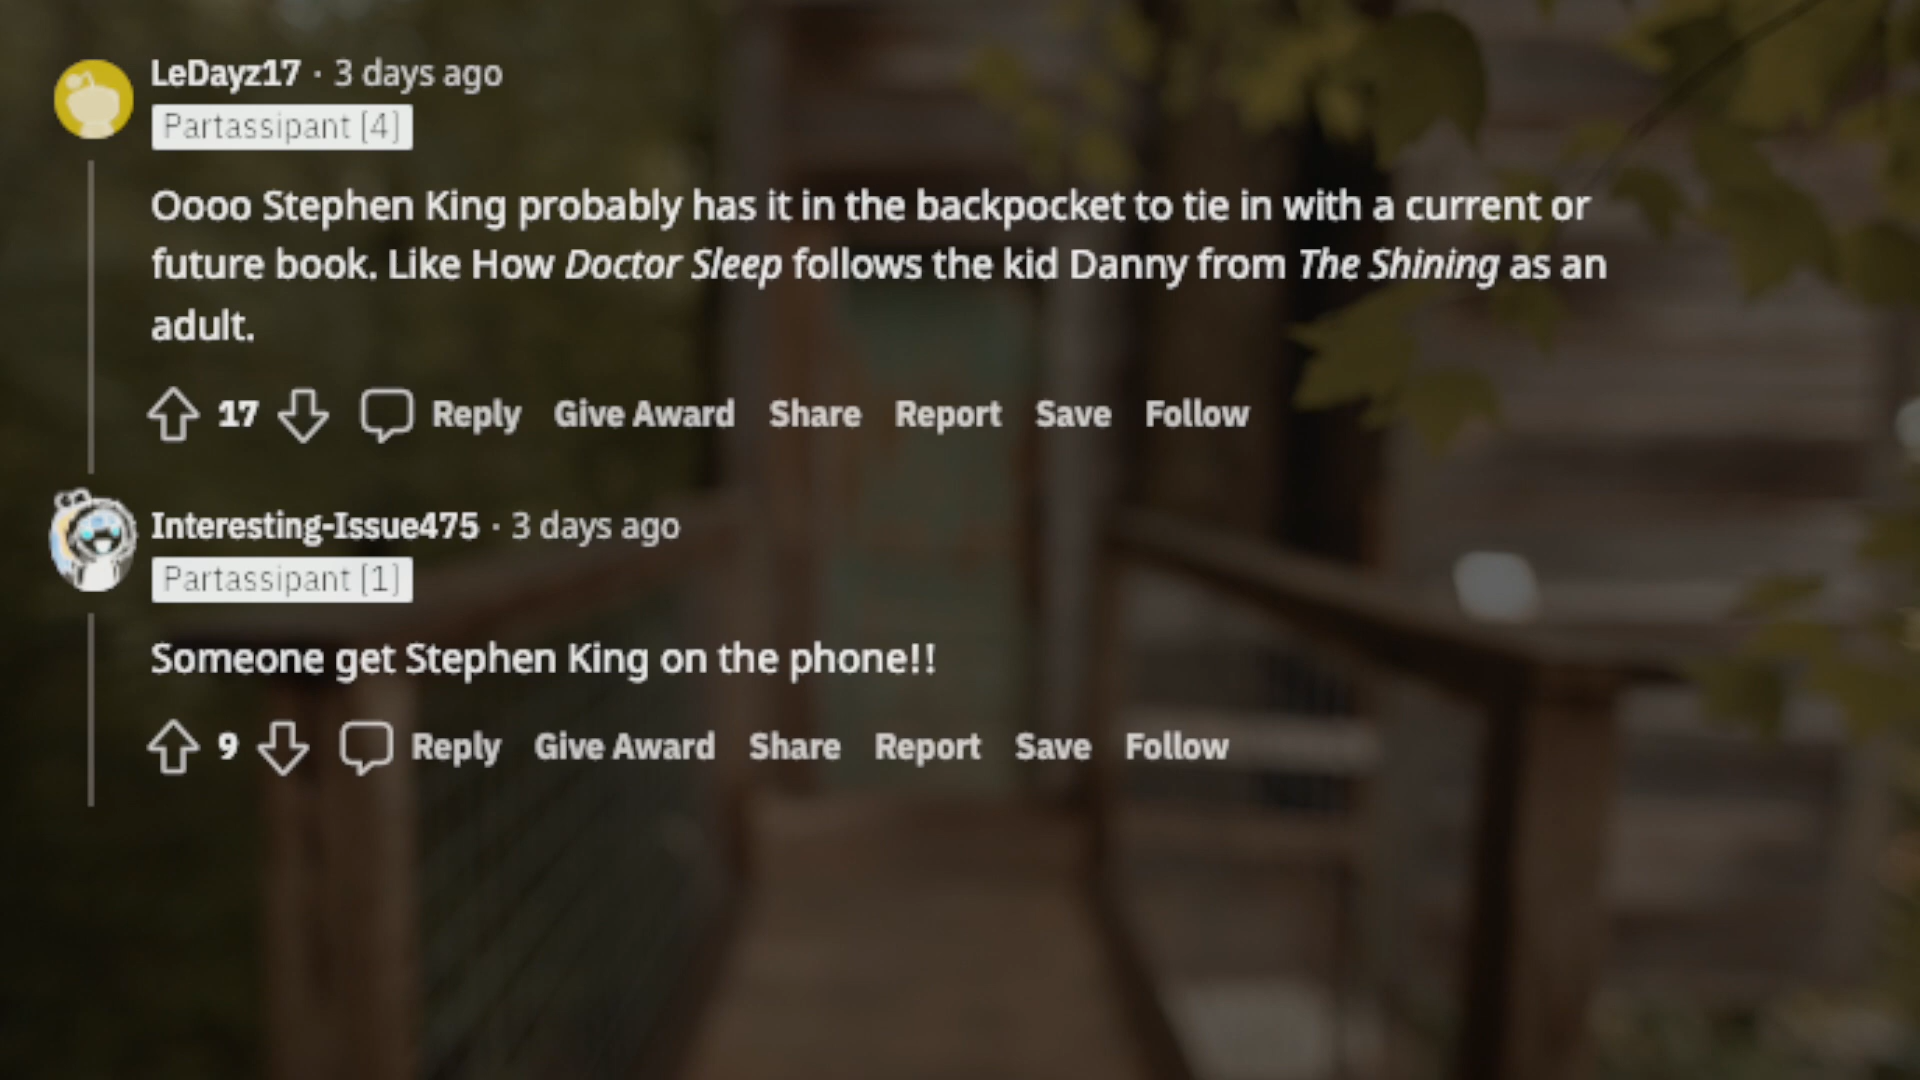 LeDayz17 · 3 days ago
Partassipant [4]
Oooo Stephen King probably has it in the backpocket to tie in with a current or
future book. Like How Doctor Sleep follows the kid Danny from The Shining as an
adult.
17 Reply Give Award Share Report Save Follow
Interesting-Issue475 · 3 days ago
Partassipant [1]
Someone get Stephen King on the phone!!
9 Reply Give Award Share Report Save Follow